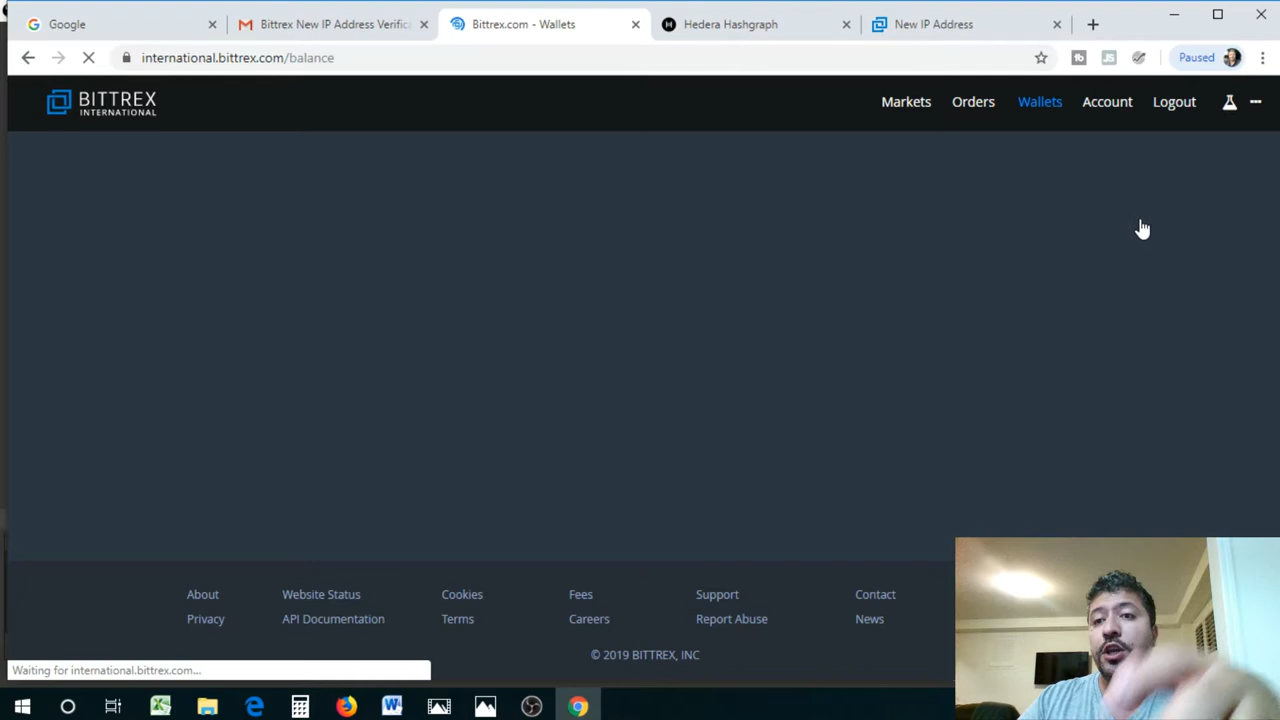 Google
Bittrex New IP Address Verifica
Bittrex.com - Wallets
Hedera Hashgraph
New IP Address
international.bittrex.com/balance
Paused
BITTREX
INTERNATIONAL
Markets
Orders
Wallets
Account
Logout
About
Website Status
Cookies
Fees
Support
Contact
Privacy
API Documentation
Terms
Careers
Report Abuse
News
© 2019 BITTREX, INC
Waiting for international.bittrex.com...